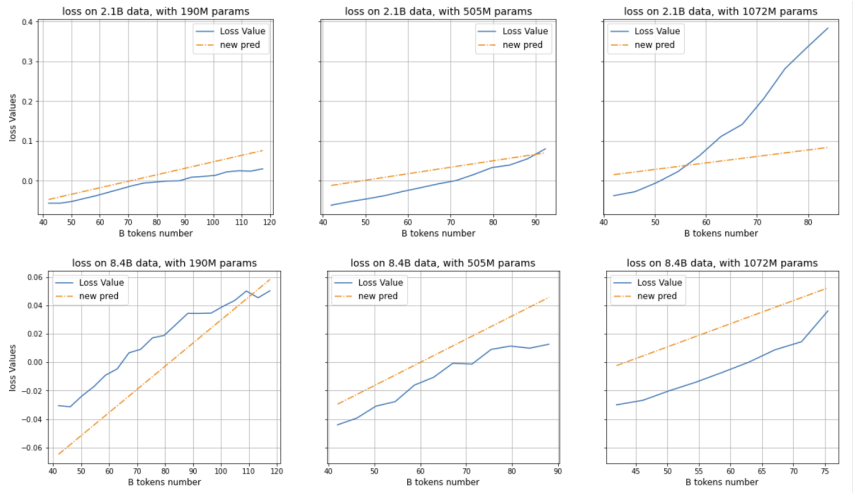 loss on 2.1B data, with 190M params
loss on 2.1B data, with 505M params
loss on 2.1B data, with 1072M params
0.4
0.3
0.2
0.1
0.0
loss Values
Loss Value
new pred
Loss Value
new pred
Loss Value
new pred
40 50 60 70 80 90 100 110 120
40 50 60 70 80 90
40 50 60 70 80
B tokens number
B tokens number
B tokens number
loss on 8.4B data, with 190M params
loss on 8.4B data, with 505M params
loss on 8.4B data, with 1072M params
0.06
0.04
0.02
0.00
−0.02
−0.04
−0.06
loss Values
Loss Value
new pred
Loss Value
new pred
Loss Value
new pred
40 50 60 70 80 90 100 110 120
40 50 60 70 80 90
40 45 50 55 60 65 70 75
B tokens number
B tokens number
B tokens number